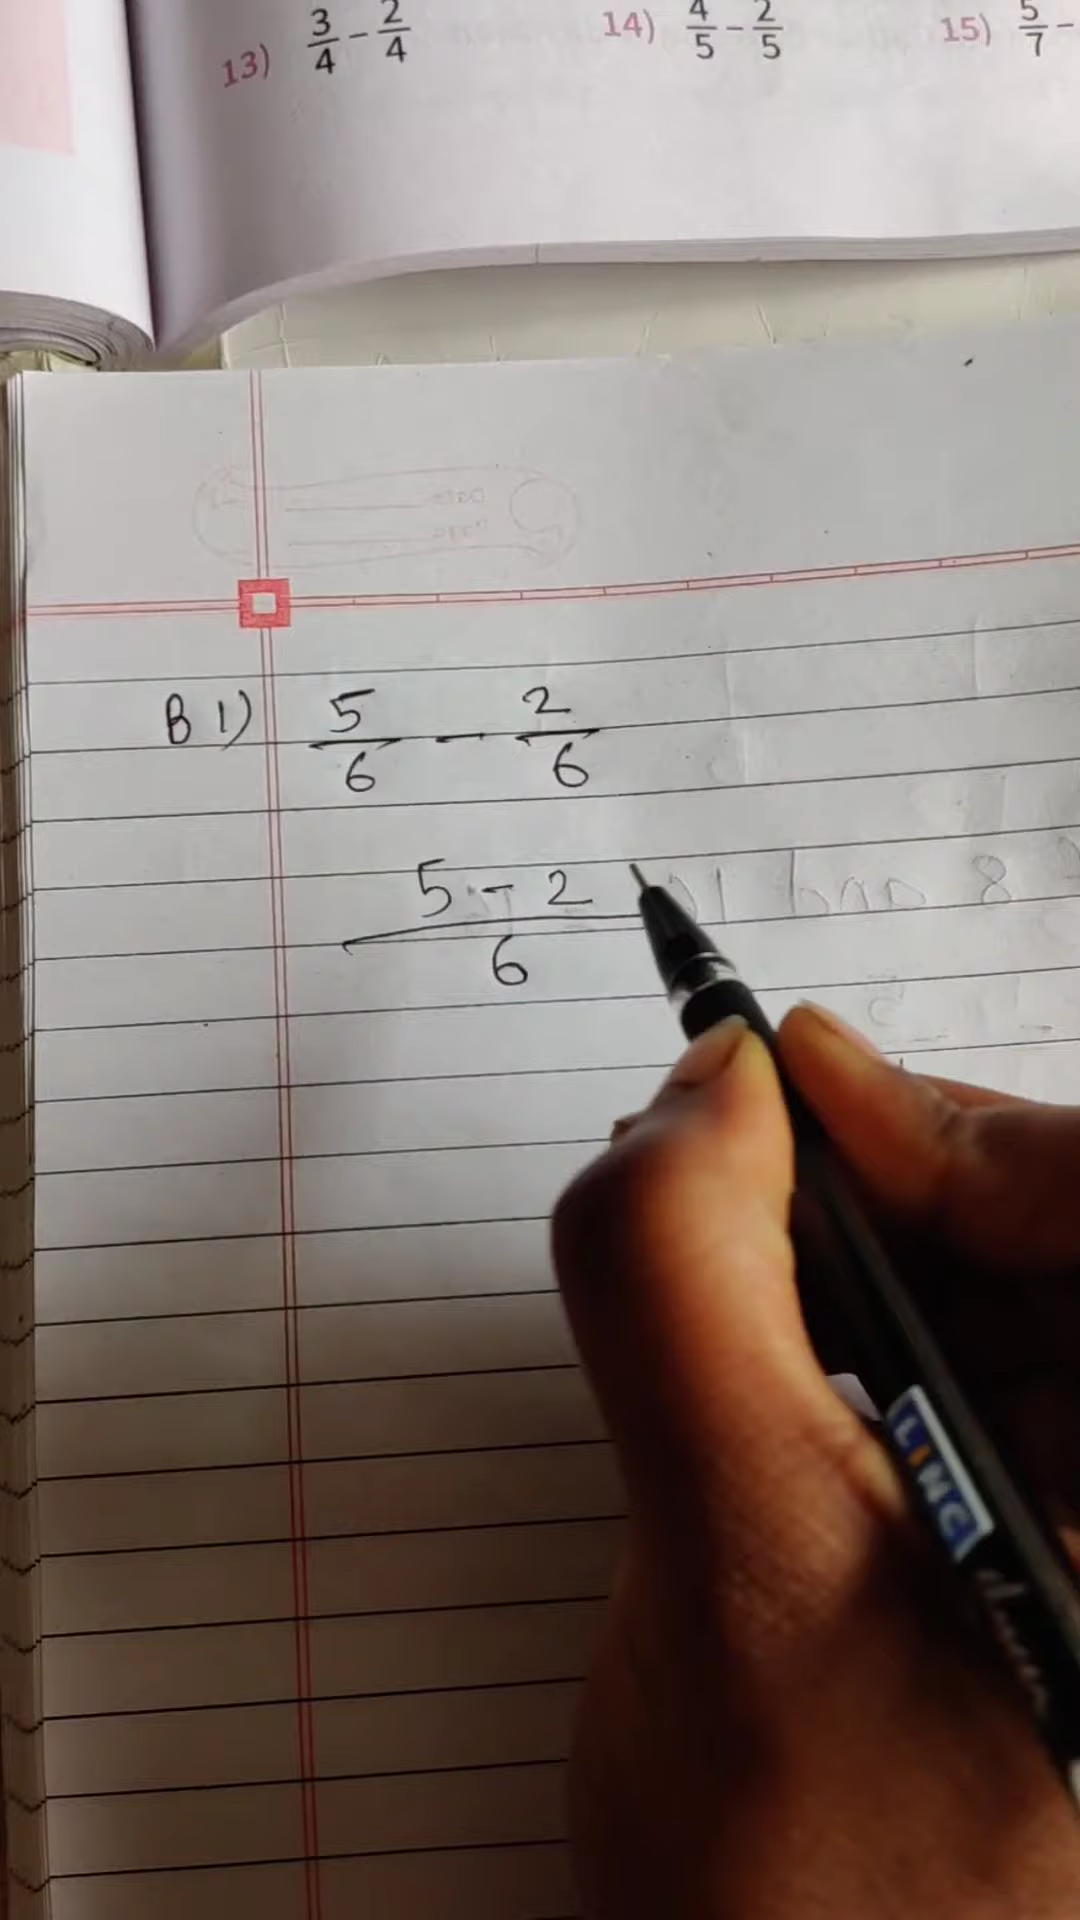 13) 3/4 - 2/4 14) 4/5 - 2/5 15) 5/7 -
B 1) 5/6 - 2/6
5 - 2 / 6
LINC